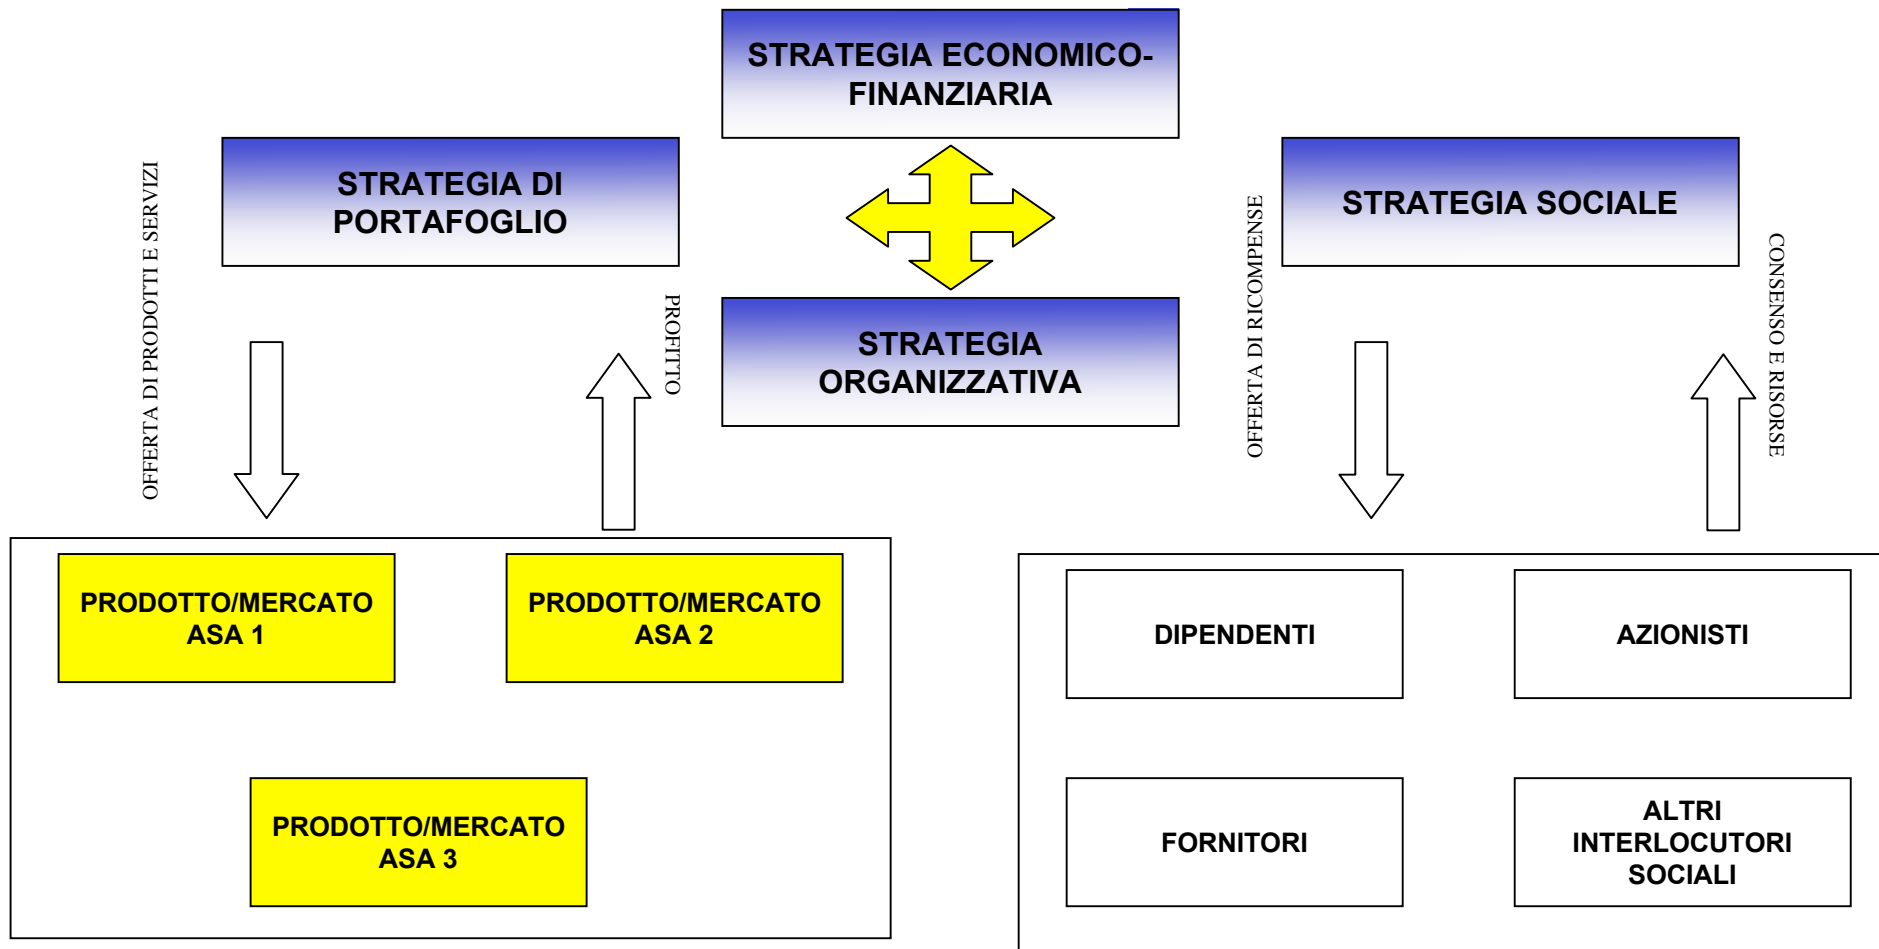 STRATEGIA ECONOMICO-
FINANZIARIA
STRATEGIA DI
PORTAFOGLIO
STRATEGIA SOCIALE
STRATEGIA
ORGANIZZATIVA
OFFERTA DI PRODOTTI E SERVIZI
PROFITTO
OFFERTA DI RICOMPENSE
CONSENSO E RISORSE
PRODOTTO/MERCATO
ASA 1
PRODOTTO/MERCATO
ASA 2
PRODOTTO/MERCATO
ASA 3
DIPENDENTI
AZIONISTI
FORNITORI
ALTRI
INTERLOCUTORI
SOCIALI